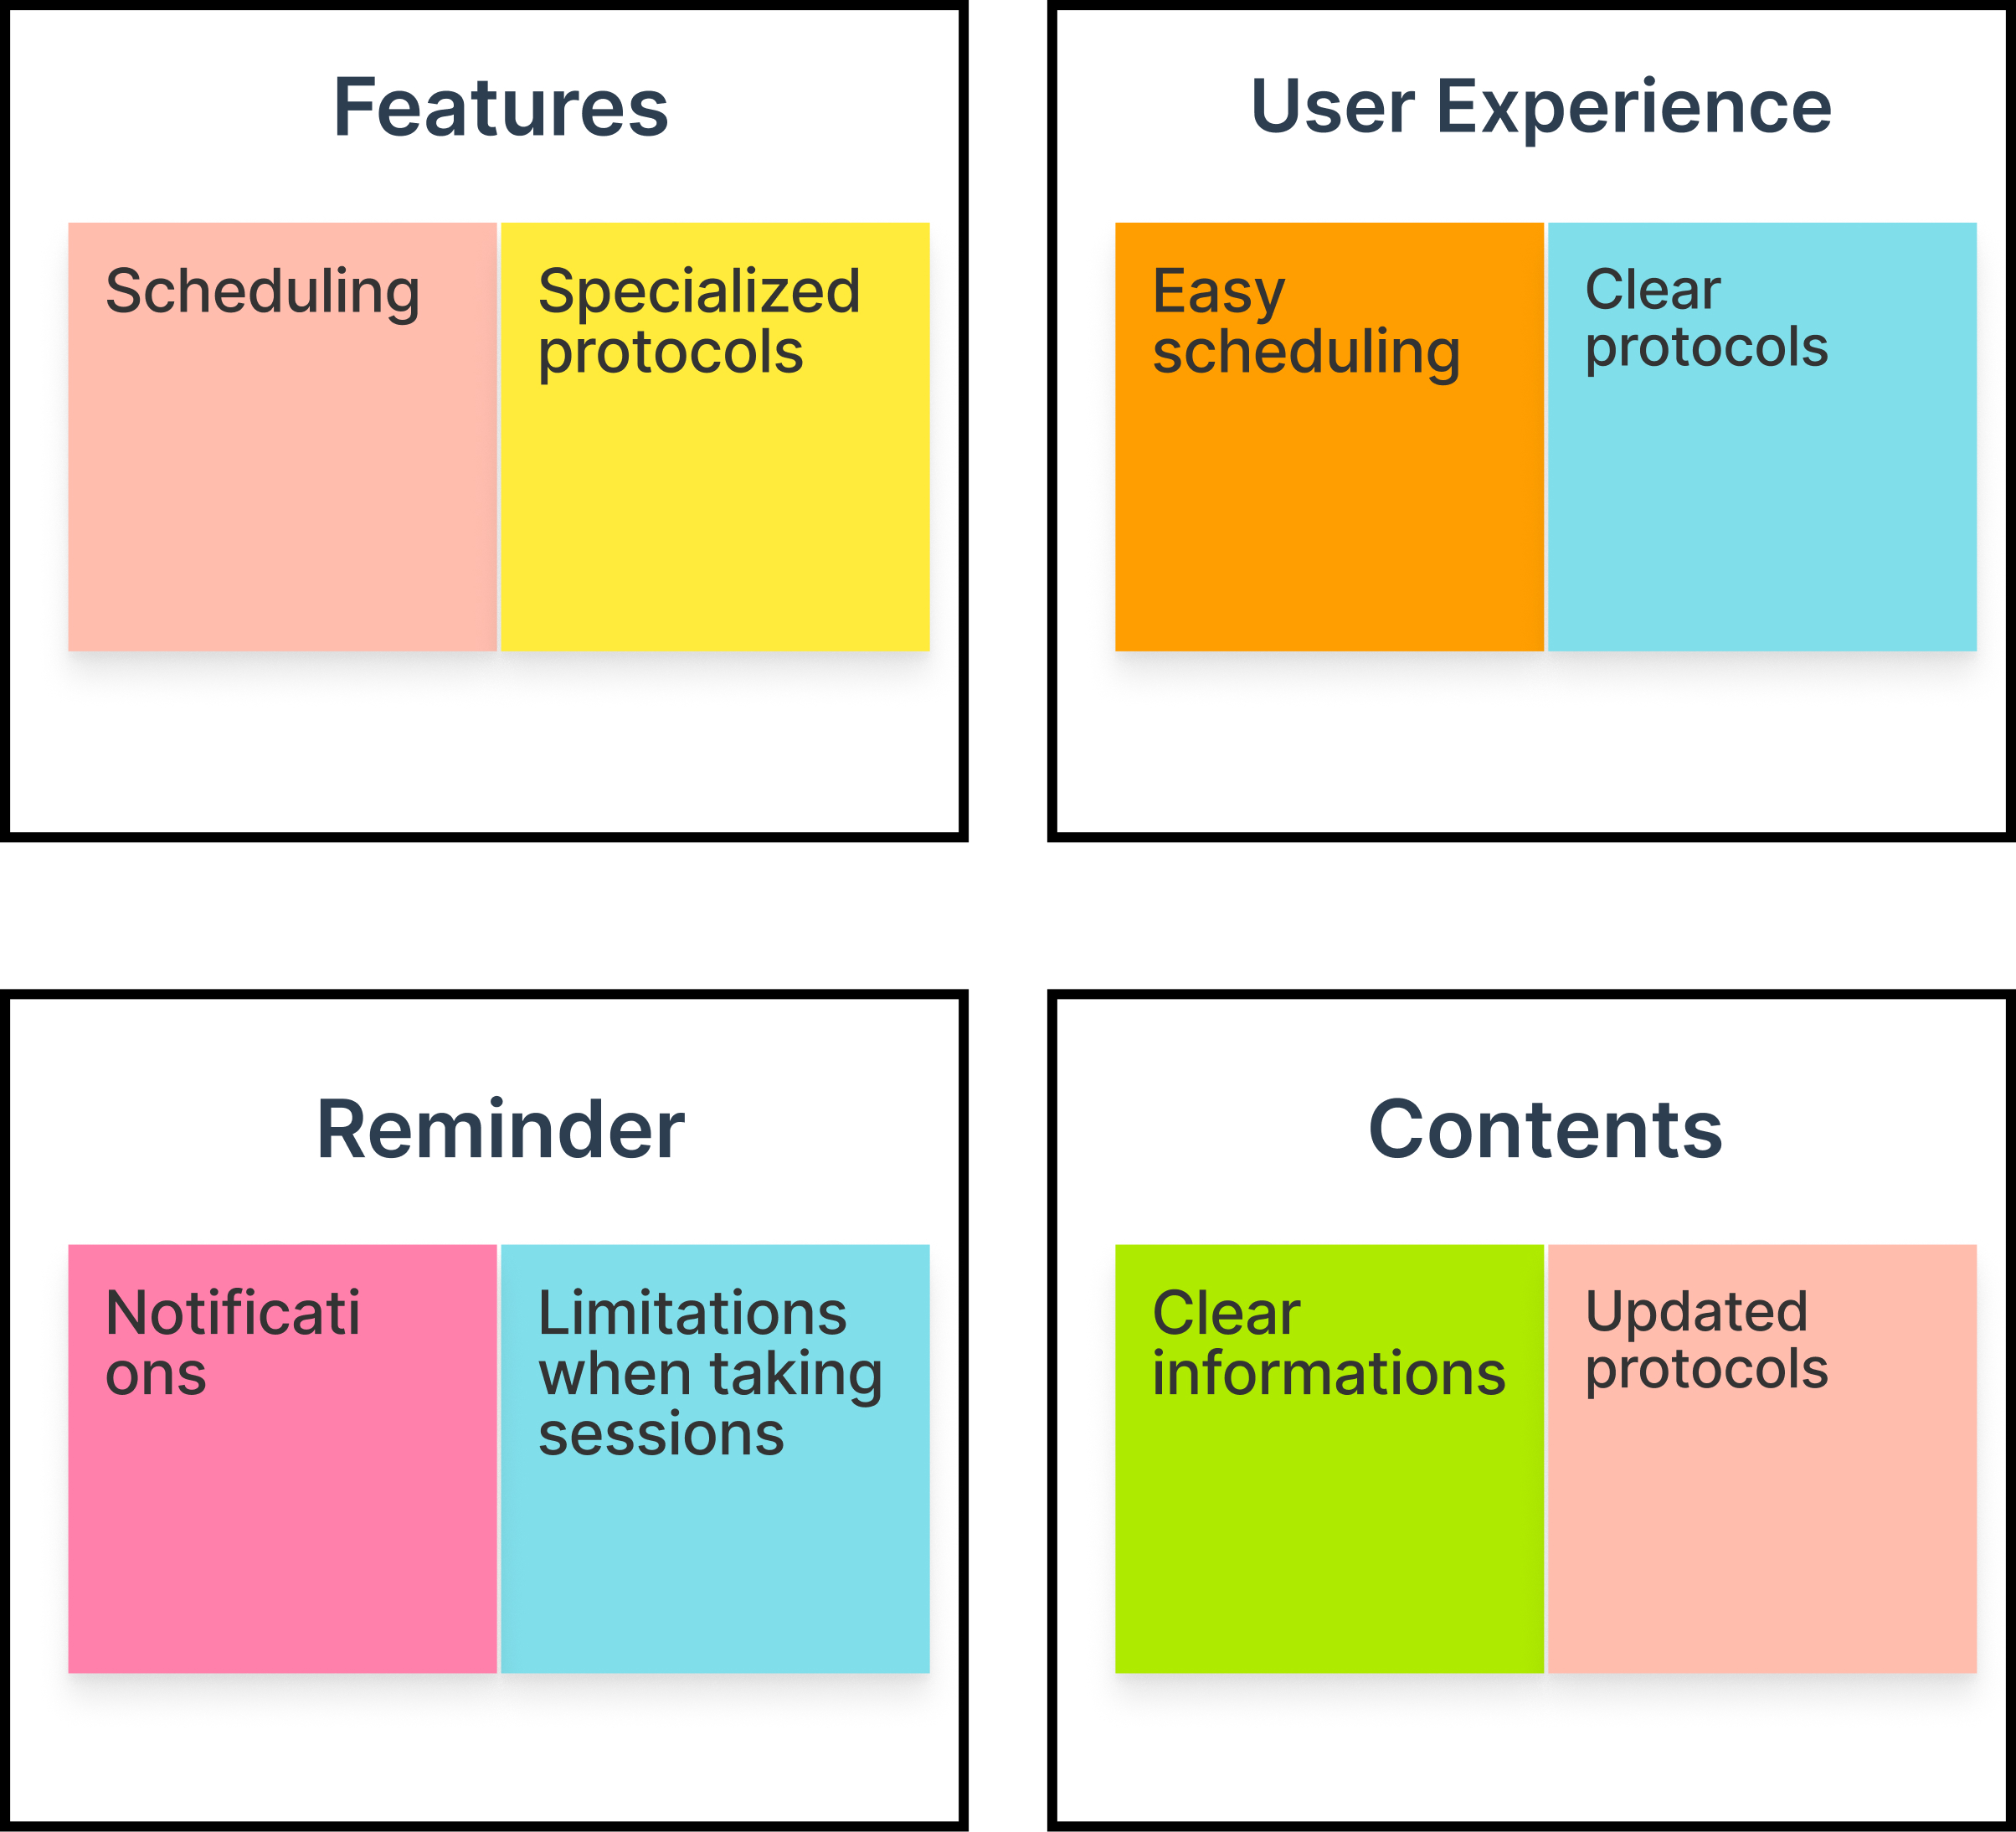 Features
Scheduling
Specialized
protocols
User Experience
Easy
scheduling
Clear
protocols
Reminder
Notificati
ons
Limitations
when taking
sessions
Contents
Clear
informations
Updated
protocols